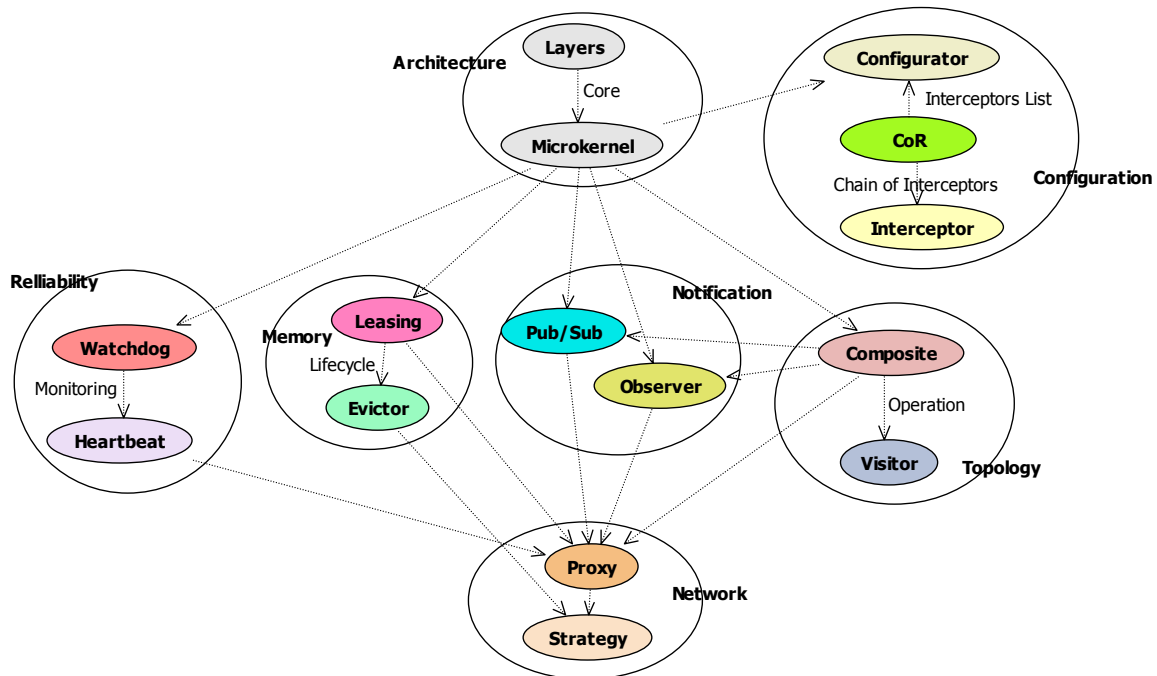 Layers
Architecture
Core
Microkernel
Configurator
Interceptors List
CoR
Chain of Interceptors
Configuration
Interceptor
Relliability
Watchdog
Monitoring
Heartbeat
Leasing
Memory
Lifecycle
Evictor
Notification
Pub/Sub
Observer
Composite
Operation
Visitor
Topology
Proxy
Network
Strategy